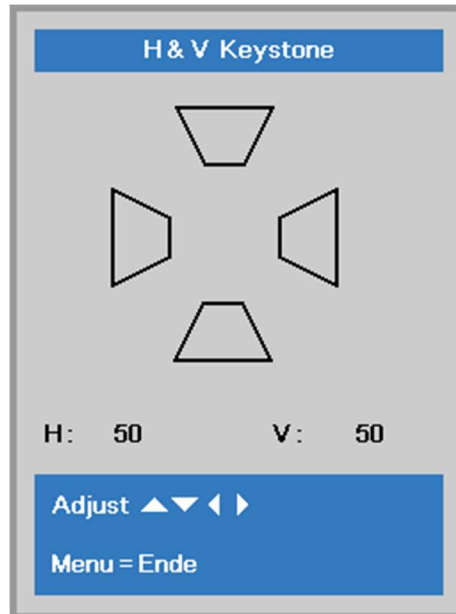 H & V Keystone
H : 50 V : 50
Adjust ▲▼◀▶
Menu = Ende